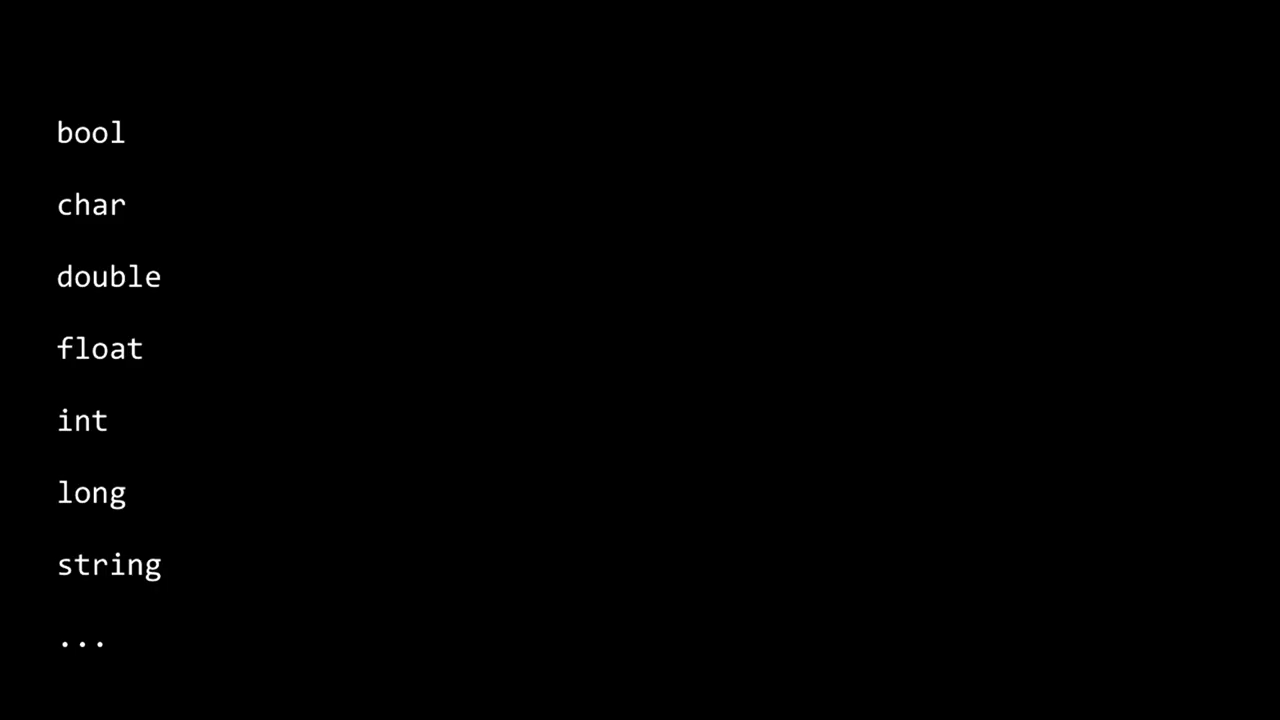 bool
char
double
float
int
long
string
...